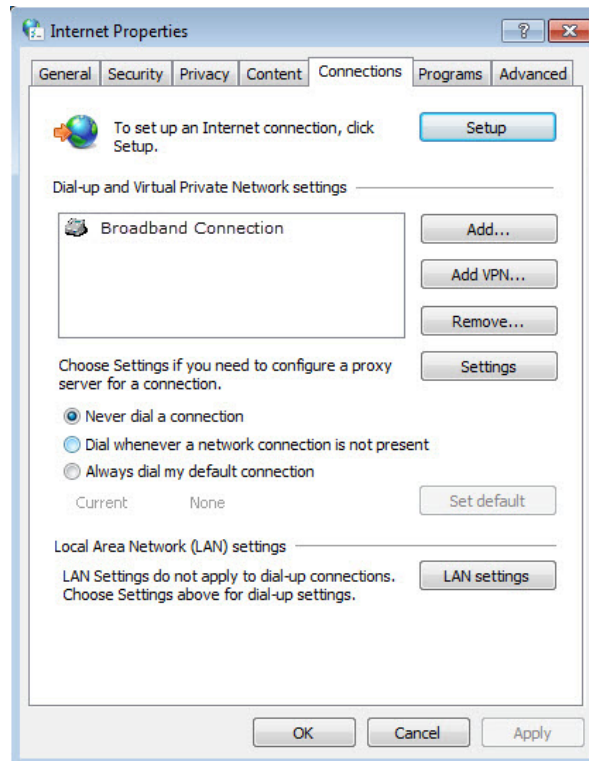 Internet Properties
General Security Privacy Content Connections Programs Advanced
To set up an Internet connection, click
Setup.
Setup
Dial-up and Virtual Private Network settings
Broadband Connection
Add...
Add VPN...
Remove...
Choose Settings if you need to configure a proxy
server for a connection.
Settings
Never dial a connection
Dial whenever a network connection is not present
Always dial my default connection
Current None
Set default
Local Area Network (LAN) settings
LAN Settings do not apply to dial-up connections.
Choose Settings above for dial-up settings.
LAN settings
OK Cancel Apply